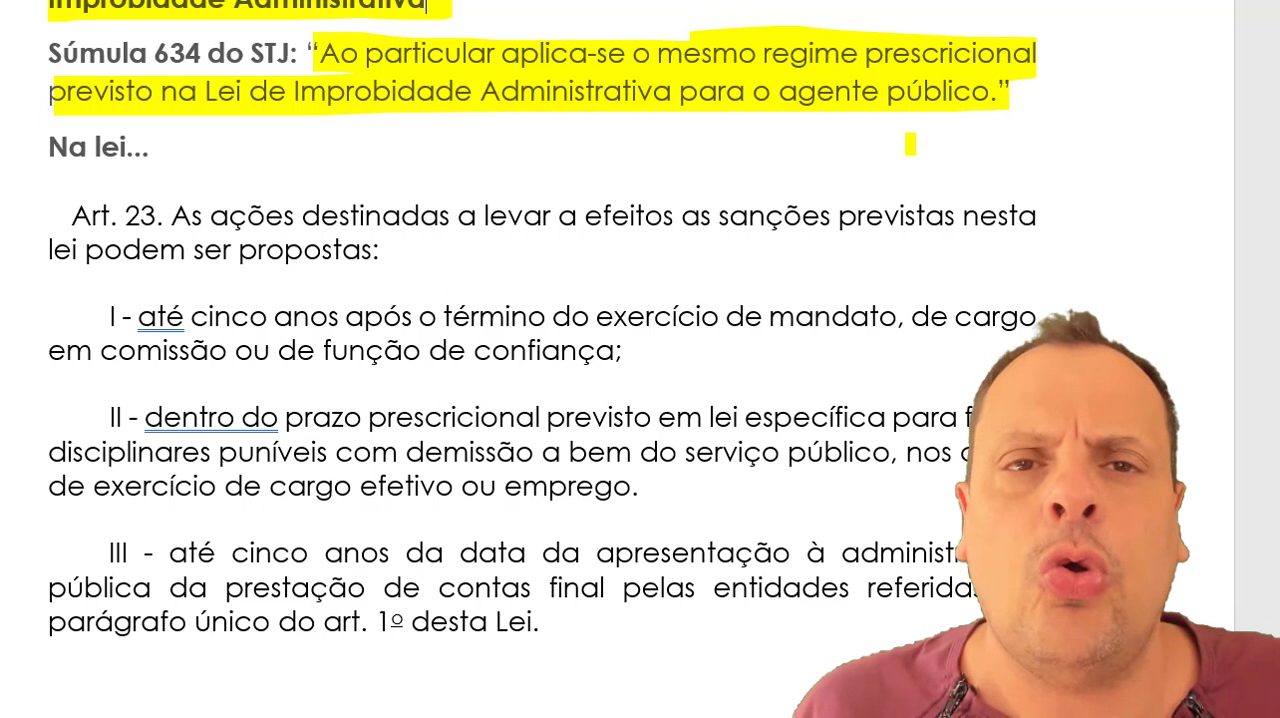 Improbidade Administrativa
Súmula 634 do STJ: “Ao particular aplica-se o mesmo regime prescricional
previsto na Lei de Improbidade Administrativa para o agente público.”
Na lei...
Art. 23. As ações destinadas a levar a efeitos as sanções previstas nesta
lei podem ser propostas:
I - até cinco anos após o término do exercício de mandato, de cargo
em comissão ou de função de confiança;
II - dentro do prazo prescricional previsto em lei específica para
disciplinares puníveis com demissão a bem do serviço público, nos
de exercício de cargo efetivo ou emprego.
III - até cinco anos da data da apresentação à
pública da prestação de contas final pelas entidades
parágrafo único do art. 1º desta Lei.